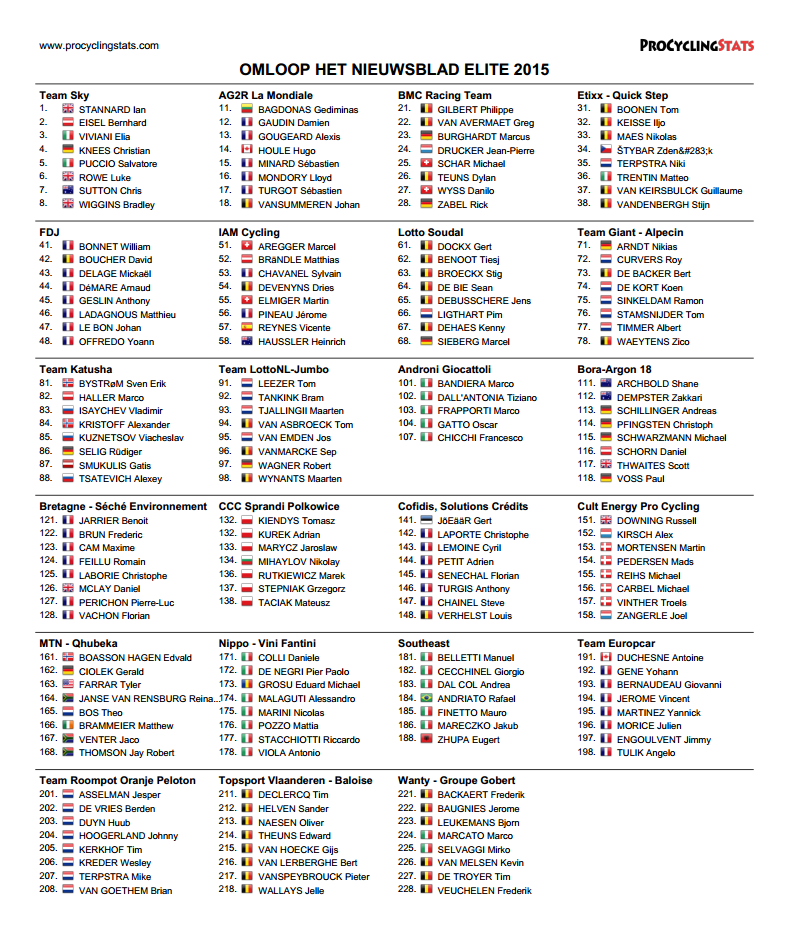 www.procyclingstats.com
PROCYCLINGSTATS
OMLOOP HET NIEUWSBLAD ELITE 2015
Team Sky
1. STANNARD Ian
2. EISEL Bernhard
3. VIVIANI Elia
4. KNEES Christian
5. PUCCIO Salvatore
6. ROWE Luke
7. SUTTON Chris
8. WIGGINS Bradley
AG2R La Mondiale
11. BAGDONAS Gediminas
12. GAUDIN Damien
13. GOUGEARD Alexis
14. HOULE Hugo
15. MINARD Sébastien
16. MONDORY Lloyd
17. TURGOT Sébastien
18. VANSUMMEREN Johan
BMC Racing Team
21. GILBERT Philippe
22. VAN AVERMAET Greg
23. BURGHARDT Marcus
24. DRUCKER Jean-Pierre
25. SCHAR Michael
26. TEUNS Dylan
27. WYSS Danilo
28. ZABEL Rick
Etixx - Quick Step
31. BOONEN Tom
32. KEISSE Iljo
33. MAES Nikolas
34. ŠTYBAR Zden&#283;k
35. TERPSTRA Niki
36. TRENTIN Matteo
37. VAN KEIRSBULCK Guillaume
38. VANDENBERGH Stijn
FDJ
41. BONNET William
42. BOUCHER David
43. DELAGE Mickaël
44. DéMARE Arnaud
45. GESLIN Anthony
46. LADAGNOUS Matthieu
47. LE BON Johan
48. OFFREDO Yoann
IAM Cycling
51. AREGGER Marcel
52. BRäNDLE Matthias
53. CHAVANEL Sylvain
54. DEVENYNS Dries
55. ELMIGER Martin
56. PINEAU Jérome
57. REYNES Vicente
58. HAUSSLER Heinrich
Lotto Soudal
61. DOCKX Gert
62. BENOOT Tiesj
63. BROECKX Stig
64. DE BIE Sean
65. DEBUSSCHERE Jens
66. LIGTHART Pim
67. DEHAES Kenny
68. SIEBERG Marcel
Team Giant - Alpecin
71. ARNDT Nikias
72. CURVERS Roy
73. DE BACKER Bert
74. DE KORT Koen
75. SINKELDAM Ramon
76. STAMSNIJDER Tom
77. TIMMER Albert
78. WAEYTENS Zico
Team Katusha
81. BYSTRøM Sven Erik
82. HALLER Marco
83. ISAYCHEV Vladimir
84. KRISTOFF Alexander
85. KUZNETSOV Viacheslav
86. SELIG Rüdiger
87. SMUKULIS Gatis
88. TSATEVICH Alexey
Team LottoNL-Jumbo
91. LEEZER Tom
92. TANKINK Bram
93. TJALLINGII Maarten
94. VAN ASBROECK Tom
95. VAN EMDEN Jos
96. VANMARCKE Sep
97. WAGNER Robert
98. WYNANTS Maarten
Androni Giocattoli
101. BANDIERA Marco
102. DALL'ANTONIA Tiziano
103. FRAPPORTI Marco
104. GATTO Oscar
107. CHICCHI Francesco
Bora-Argon 18
111. ARCHBOLD Shane
112. DEMPSTER Zakkari
113. SCHILLINGER Andreas
114. PFINGSTEN Christoph
115. SCHWARZMANN Michael
116. SCHORN Daniel
117. THWAITES Scott
118. VOSS Paul
Bretagne - Séché Environnement
121. JARRIER Benoit
122. BRUN Frederic
123. CAM Maxime
124. FEILLU Romain
125. LABORIE Christophe
126. MCLAY Daniel
127. PERICHON Pierre-Luc
128. VACHON Florian
CCC Sprandi Polkowice
132. KIENDYS Tomasz
132. KUREK Adrian
133. MARYCZ Jaroslaw
134. MIHAYLOV Nikolay
136. RUTKIEWICZ Marek
137. STEPNIAK Grzegorz
138. TACIAK Mateusz
Cofidis, Solutions Crédits
141. JõEääR Gert
142. LAPORTE Christophe
143. LEMOINE Cyril
144. PETIT Adrien
145. SENECHAL Florian
146. TURGIS Anthony
147. CHAINEL Steve
148. VERHELST Louis
Cult Energy Pro Cycling
151. DOWNING Russell
152. KIRSCH Alex
153. MORTENSEN Martin
154. PEDERSEN Mads
155. REIHS Michael
156. CARBEL Michael
157. VINTHER Troels
158. ZANGERLE Joel
MTN - Qhubeka
161. BOASSON HAGEN Edvald
162. CIOLEK Gerald
163. FARRAR Tyler
164. JANSE VAN RENSBURG Reina...
165. BOS Theo
166. BRAMMEIER Matthew
167. VENTER Jaco
168. THOMSON Jay Robert
Nippo - Vini Fantini
171. COLLI Daniele
172. DE NEGRI Pier Paolo
173. GROSU Eduard Michael
174. MALAGUTI Alessandro
175. MARINI Nicolas
176. POZZO Mattia
177. STACCHIOTTI Riccardo
178. VIOLA Antonio
Southeast
181. BELLETTI Manuel
182. CECCHINEL Giorgio
183. DAL COL Andrea
184. ANDRIATO Rafael
185. FINETTO Mauro
186. MARECZKO Jakub
188. ZHUPA Eugert
Team Europcar
191. DUCHESNE Antoine
192. GENE Yohann
193. BERNAUDEAU Giovanni
194. JEROME Vincent
195. MARTINEZ Yannick
196. MORICE Julien
197. ENGOULVENT Jimmy
198. TULIK Angelo
Team Roompot Oranje Peloton
201. ASSELMAN Jesper
202. DE VRIES Berden
203. DUYN Huub
204. HOOGERLAND Johnny
205. KERKHOF Tim
206. KREDER Wesley
207. TERPSTRA Mike
208. VAN GOETHEM Brian
Topsport Vlaanderen - Baloise
211. DECLERCQ Tim
212. HELVEN Sander
213. NAESEN Oliver
214. THEUNS Edward
215. VAN HOECKE Gijs
216. VAN LERBERGHE Bert
217. VANSPEYBROUCK Pieter
218. WALLAYS Jelle
Wanty - Groupe Gobert
221. BACKAERT Frederik
222. BAUGNIES Jerome
223. LEUKEMANS Bjorn
224. MARCATO Marco
225. SELVAGGI Mirko
226. VAN MELSEN Kevin
227. DE TROYER Tim
228. VEUCHELEN Frederik